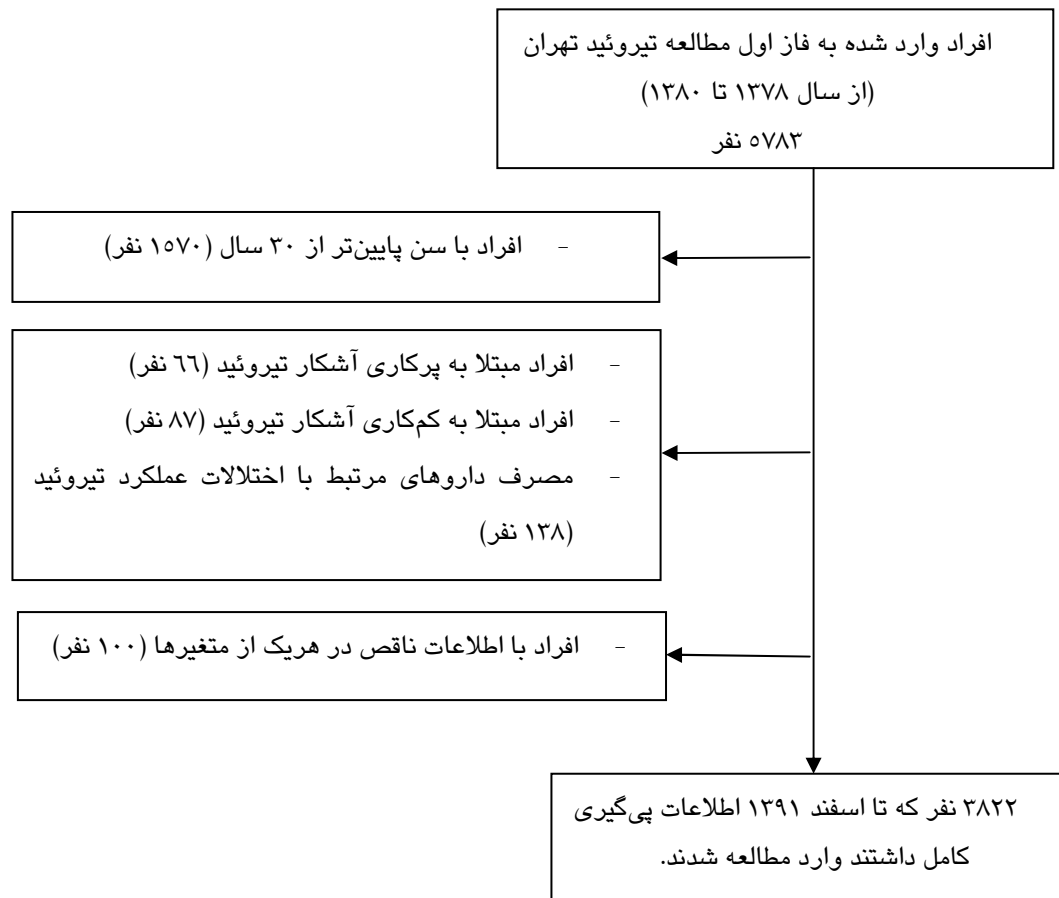 افراد وارد شده به فاز اول مطالعه تیروئید تهران
(از سال ۱۳۷۸ تا ۱۳۸۰)
۵۷۸۳ نفر
- افراد با سن پایین‌تر از ۳۰ سال (۱۵۷۰ نفر)
- افراد مبتلا به پرکاری آشکار تیروئید (۶۶ نفر)
- افراد مبتلا به کم‌کاری آشکار تیروئید (۸۷ نفر)
- مصرف داروهای مرتبط با اختلالات عملکرد تیروئید
(۱۳۸ نفر)
- افراد با اطلاعات ناقص در هریک از متغیرها (۱۰۰ نفر)
۳۸۲۲ نفر که تا اسفند ۱۳۹۱ اطلاعات پی‌گیری
کامل داشتند وارد مطالعه شدند.